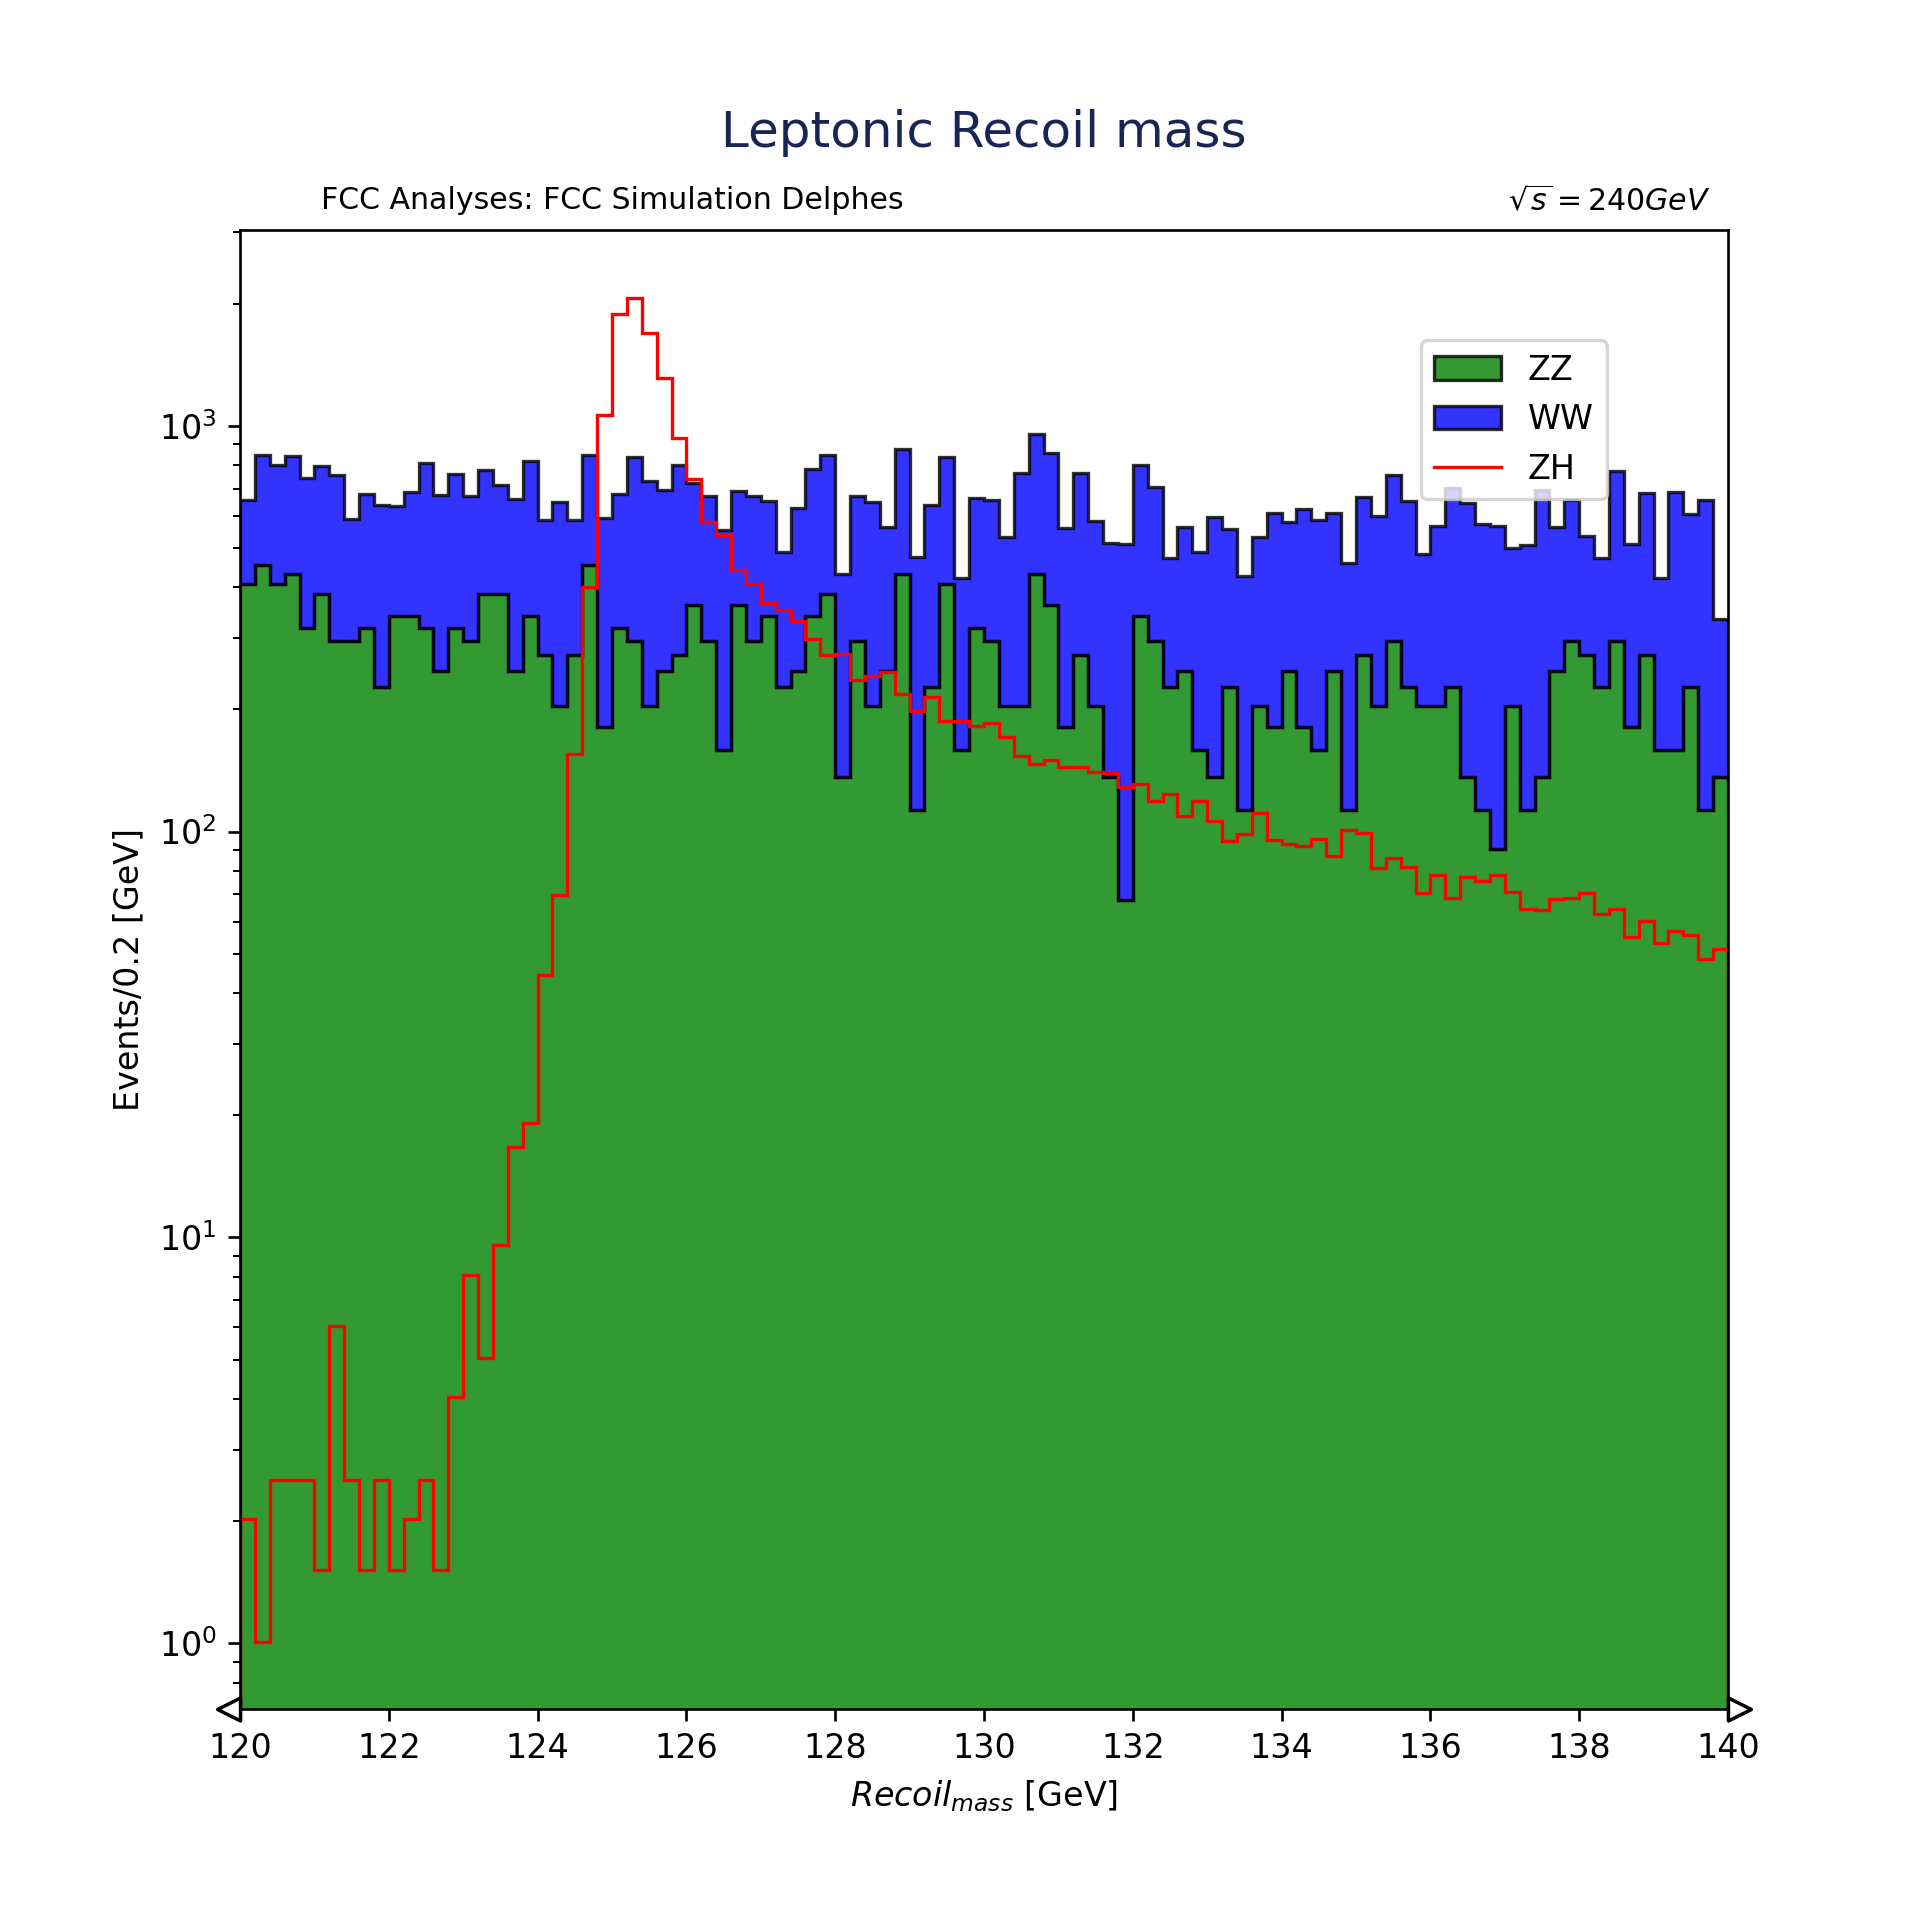 Leptonic Recoil mass
FCC Analyses: FCC Simulation Delphes
√s = 240GeV
ZZ
WW
ZH
10³
10²
10¹
10⁰
Events/0.2 [GeV]
120 122 124 126 128 130 132 134 136 138 140
Recoil_mass [GeV]